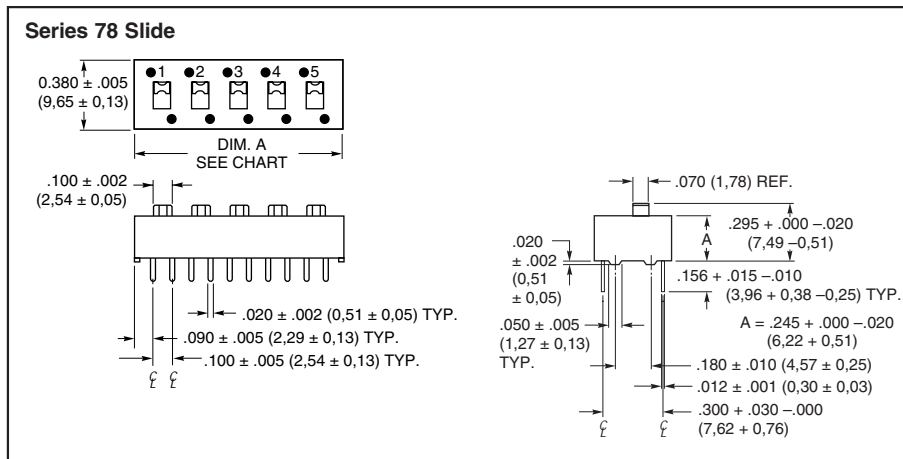 Series 78 Slide
1 2 3 4 5
0.380 ± .005
(9,65 ± 0,13)
DIM. A
SEE CHART
.100 ± .002
(2,54 ± 0,05)
.020 ± .002 (0,51 ± 0,05) TYP.
.090 ± .005 (2,29 ± 0,13) TYP.
.100 ± .005 (2,54 ± 0,13) TYP.
℄ ℄
.070 (1,78) REF.
A
.295 + .000 –.020
(7,49 –0,51)
.020
± .002
(0,51
± 0,05)
.156 + .015 –.010
(3,96 + 0,38 –0,25) TYP.
.050 ± .005
(1,27 ± 0,13)
TYP.
A = .245 + .000 –.020
(6,22 + 0,51)
.180 ± .010 (4,57 ± 0,25)
.012 ± .001 (0,30 ± 0,03)
.300 + .030 –.000
(7,62 + 0,76)
℄ ℄